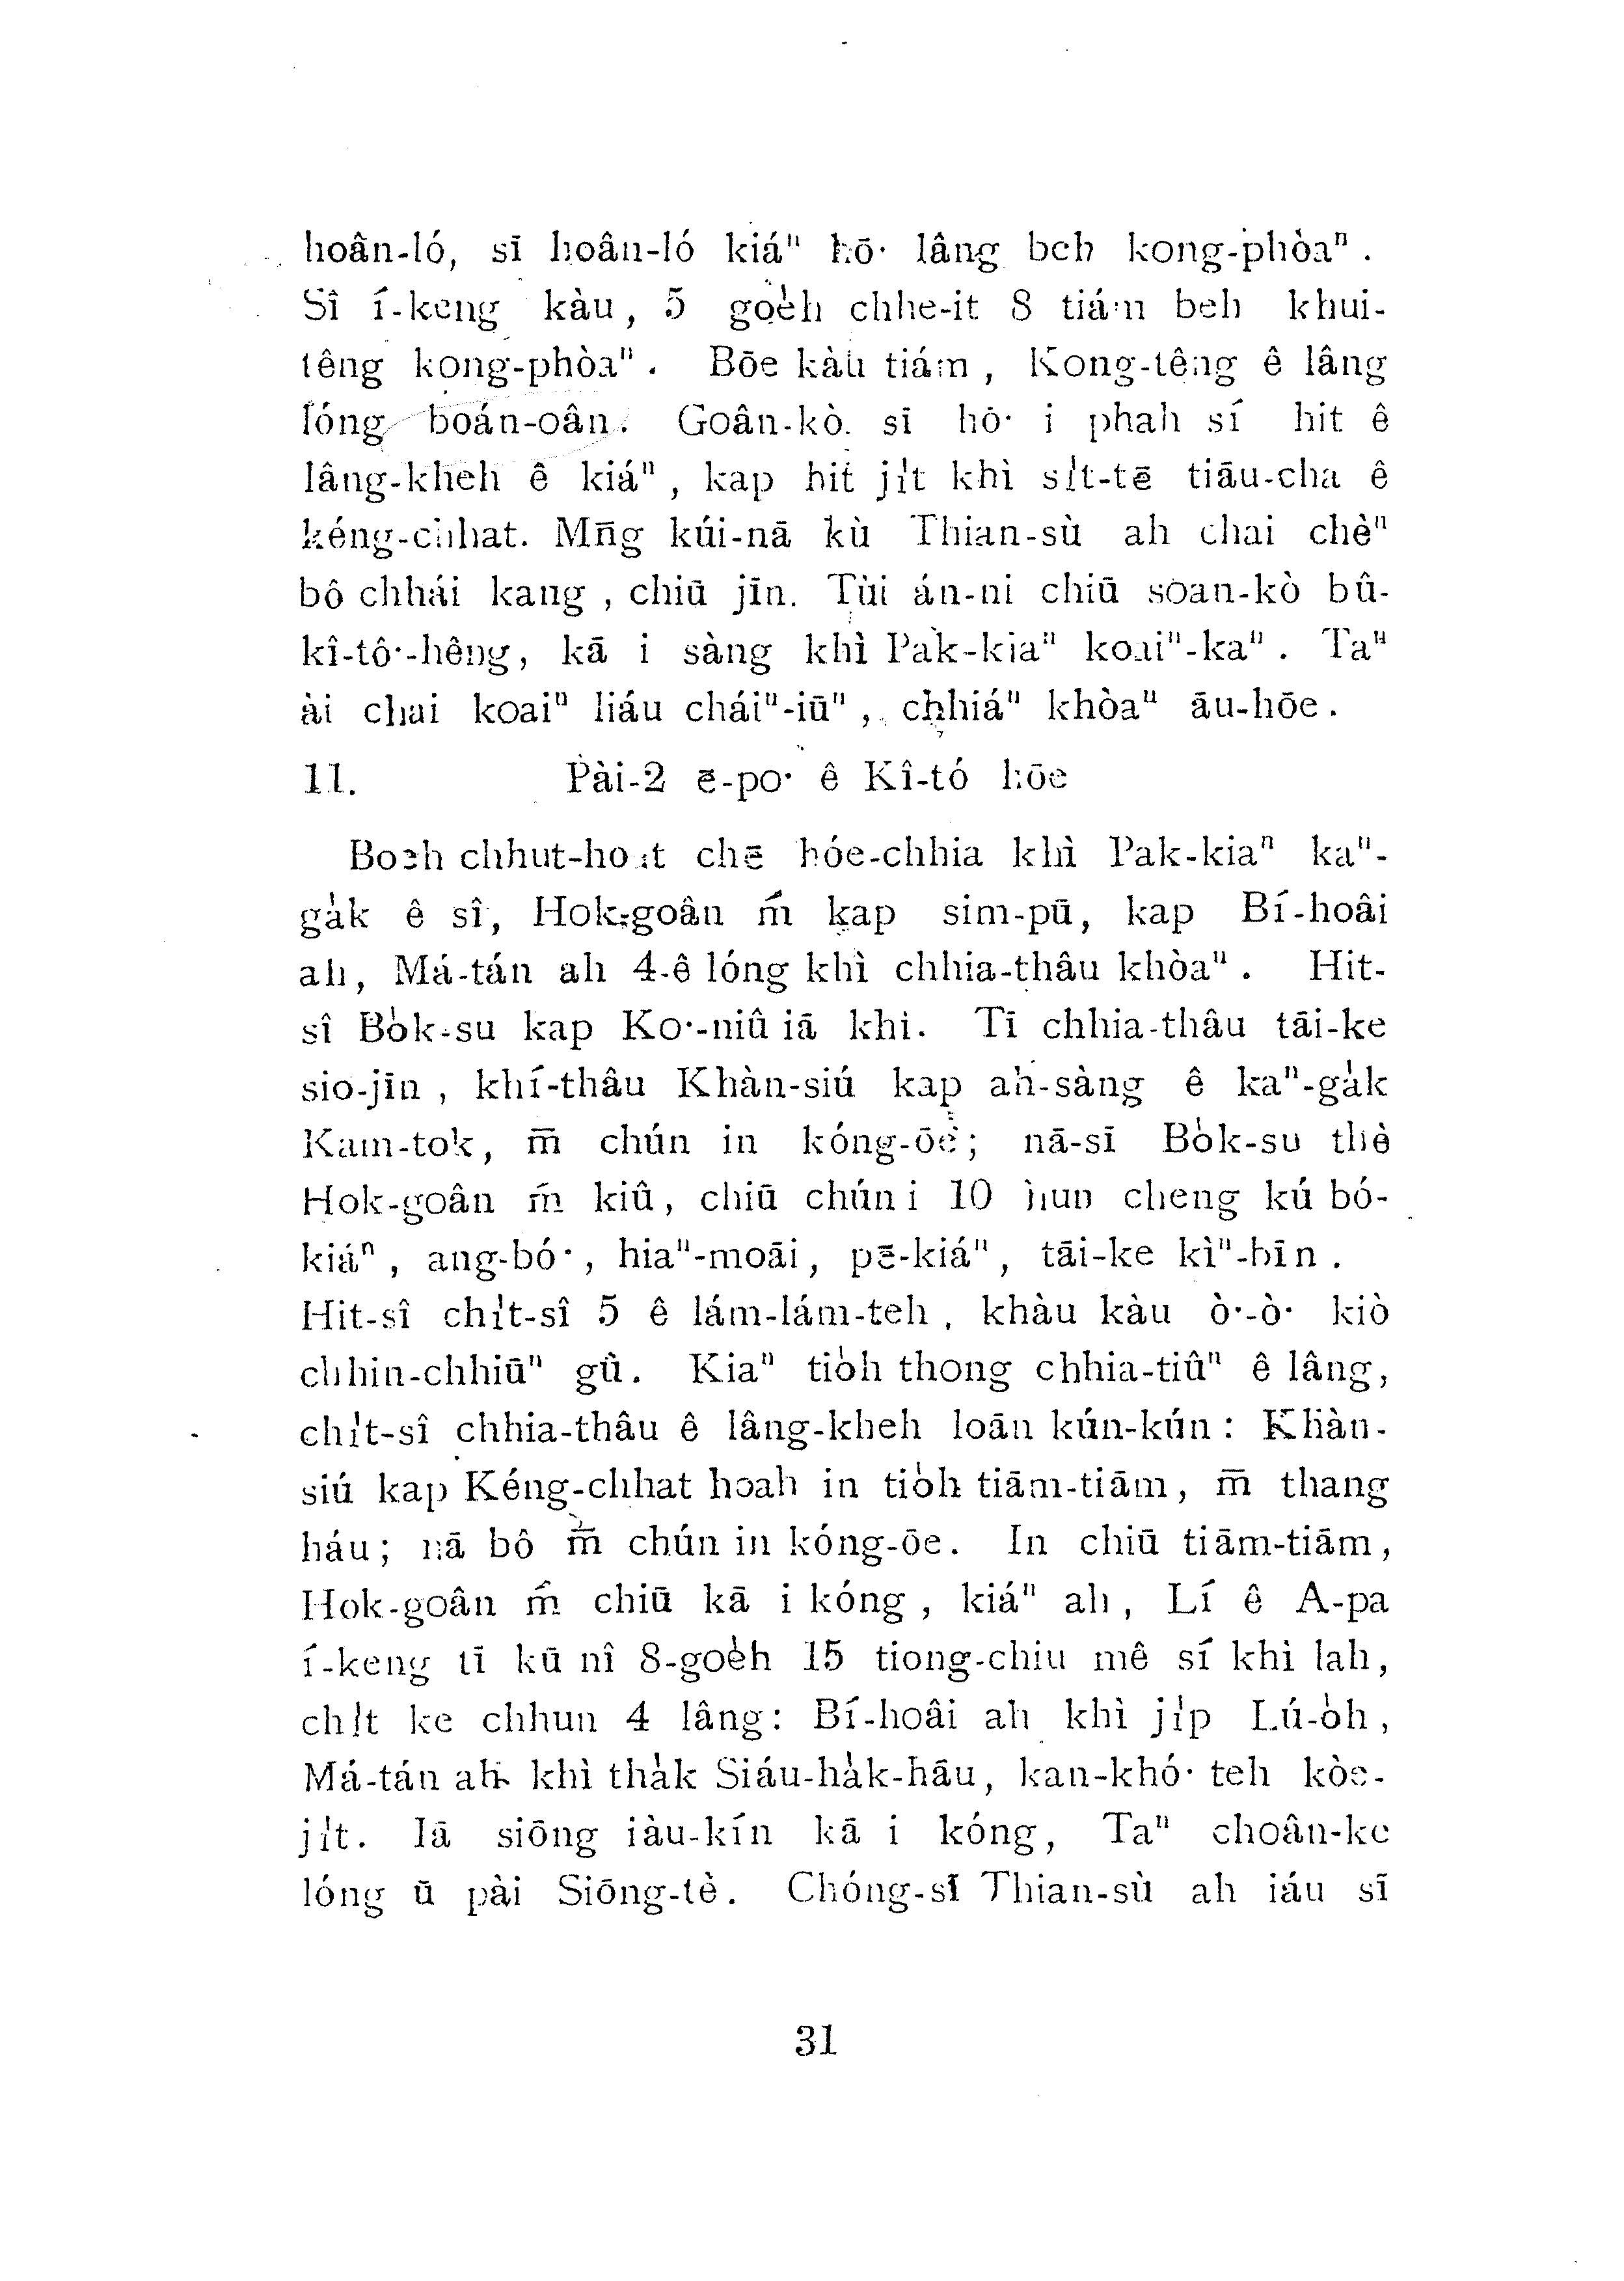 hoân-ló, sī hoân-ló kiáⁿ hō͘ lâng beh kong-phòaⁿ.
Sî í-keng kàu, 5 goe̍h chhe-it 8 tiám beh khui-
têng kong-phòaⁿ. Bōe kàu tiám, Kong-têng ê lâng
lóng boán-oân. Goân-kò sī hō͘ i phah sí hit ê
lâng-kheh ê kiáⁿ, kap hit ji̍t khì si̍t-tē tiāu-cha ê
kéng-chhat. Mn̄g kúi-nā kù Thian-sù ah chai chèⁿ
bô chhái kang, chiū jīn. Tùi án-ni chiū soan-kò bû-
kî-tô͘-hêng, kā i sàng khì Pak-kiaⁿ koaiⁿ-kaⁿ. Taⁿ
ài chai koaiⁿ liáu cháiⁿ-iūⁿ, chhiáⁿ khòaⁿ āu-hōe.
11. Pài-2 ē-po͘ ê Kî-tó hōe
Boeh chhut-hoat chē hóe-chhia khì Pak-kiaⁿ kaⁿ-
ga̍k ê sî, Hok-goân ḿ kap sim-pū, kap Bí-hoâi
ah, Má-tán ah 4-ê lóng khì chhia-thâu khòaⁿ. Hit-
sî Bo̍k-su kap Ko͘-niû iā khì. Tī chhia-thâu tāi-ke
sio-jīn, khí-thâu Khàn-siú kap ah-sàng ê kaⁿ-ga̍k
Kam-tok, m̄ chún in kóng-ōe; nā-sī Bo̍k-su thè
Hok-goân ḿ kiû, chiū chún i 10 hun cheng kú bó-
kiáⁿ, ang-bó͘, hiaⁿ-moāi, pē-kiáⁿ, tāi-ke kìⁿ-bīn.
Hit-sî chi̍t-sî 5 ê lám-lám-teh, khàu kàu ò͘-ò͘ kiò
chhin-chhiūⁿ gû. Kiaⁿ tio̍h thong chhia-tiûⁿ ê lâng,
chi̍t-sî chhia-thâu ê lâng-kheh loān kún-kún: Khàn-
siú kap Kéng-chhat hoah in tio̍h tiām-tiām, m̄ thang
háu; nā bô m̄ chún in kóng-ōe. In chiū tiām-tiām,
Hok-goân ḿ chiū kā i kóng, kiáⁿ ah, Lí ê A-pa
í-keng tī kū nî 8-goe̍h 15 tiong-chiu mê sí khì lah,
chi̍t ke chhun 4 lâng: Bí-hoâi ah khì ji̍p Lú-o̍h,
Má-tán ah khì tha̍k Siáu-ha̍k-hāu, kan-khó͘ teh kòe-
ji̍t. Iā siōng iàu-kín kā i kóng, Taⁿ choân-ke
lóng ū pài Siōng-tè. Chóng-sī Thian-sù ah iáu sī
31